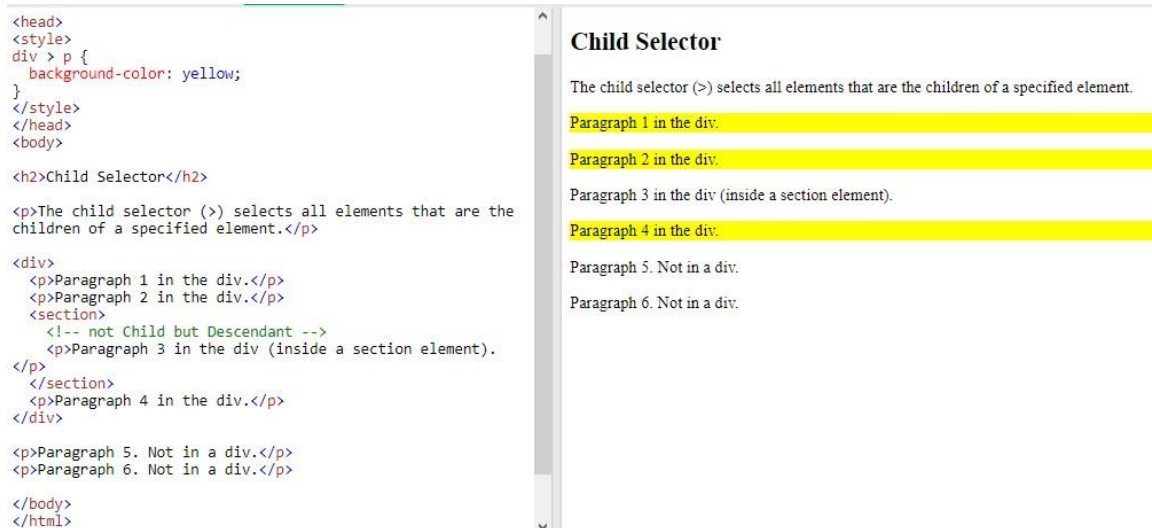 <head>
<style>
div > p {
  background-color: yellow;
}
</style>
</head>
<body>

<h2>Child Selector</h2>

<p>The child selector (>) selects all elements that are the
children of a specified element.</p>

<div>
  <p>Paragraph 1 in the div.</p>
  <p>Paragraph 2 in the div.</p>
  <section>
    <!-- not Child but Descendant -->
    <p>Paragraph 3 in the div (inside a section element).
</p>
  </section>
  <p>Paragraph 4 in the div.</p>
</div>

<p>Paragraph 5. Not in a div.</p>
<p>Paragraph 6. Not in a div.</p>

</body>
</html>
Child Selector
The child selector (>) selects all elements that are the children of a specified element.
Paragraph 1 in the div.
Paragraph 2 in the div.
Paragraph 3 in the div (inside a section element).
Paragraph 4 in the div.
Paragraph 5. Not in a div.
Paragraph 6. Not in a div.